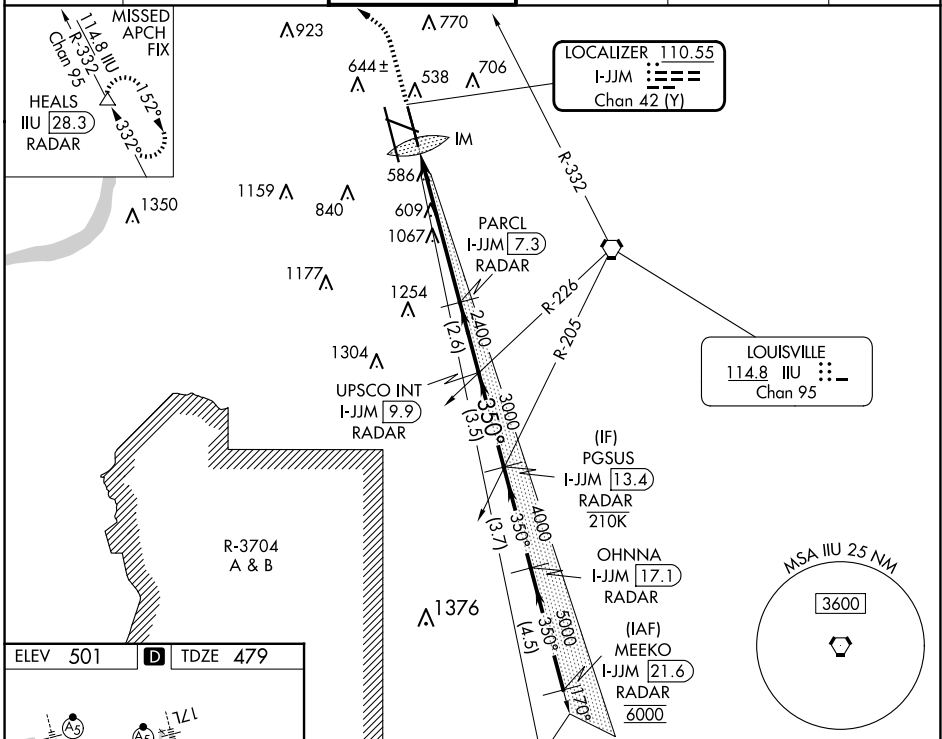 MISSED
APCH
FIX
114.8 IIU
R-332
Chan 95
HEALS
IIU 28.3
RADAR
152°
332°
923
770
644±
538
706
LOCALIZER 110.55
I-JJM
Chan 42 (Y)
IM
R-332
1350
1159
840
586
609
1067
PARCL
I-JJM 7.3
RADAR
1177
1254
R-226
R-205
2400
(2.6)
1304
UPSCO INT
I-JJM 9.9
RADAR
LOUISVILLE
114.8 IIU
Chan 95
3000
350°
(3.5)
(IF)
PGSUS
I-JJM 13.4
RADAR
210K
R-3704
A & B
4000
350°
(3.7)
OHNNA
I-JJM 17.1
RADAR
MSA IIU 25 NM
3600
1376
5000
350°
(4.5)
(IAF)
MEEKO
I-JJM 21.6
RADAR
6000
170°
ELEV 501 D TDZE 479
A5
A5
17L